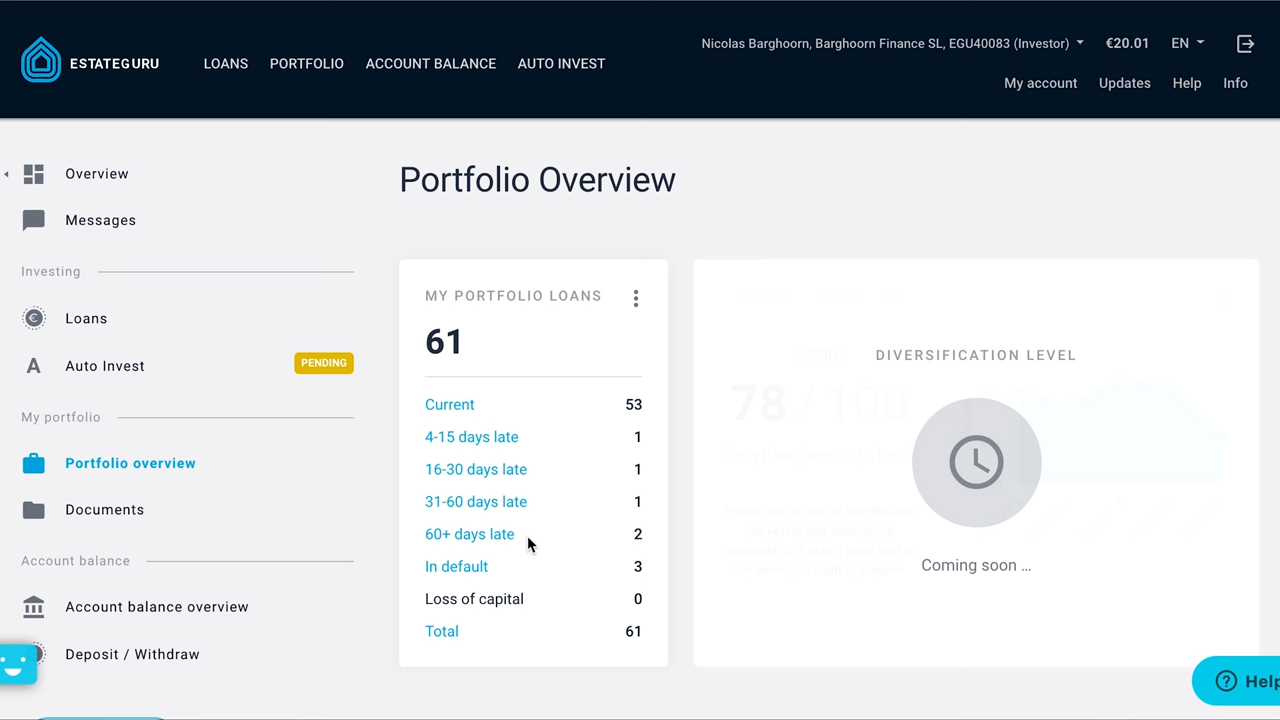 Nicolas Barghoorn, Barghoorn Finance SL, EGU40083 (Investor) €20.01 EN
ESTATEGURU LOANS PORTFOLIO ACCOUNT BALANCE AUTO INVEST
My account Updates Help Info
Overview
Messages
Investing
Loans
A Auto Invest PENDING
My portfolio
Portfolio overview
Documents
Account balance
Account balance overview
Deposit / Withdraw
Portfolio Overview
MY PORTFOLIO LOANS
61
Current 53
4-15 days late 1
16-30 days late 1
31-60 days late 1
60+ days late 2
In default 3
Loss of capital 0
Total 61
DIVERSIFICATION LEVEL
Score
78 / 100
Coming soon ...
Help